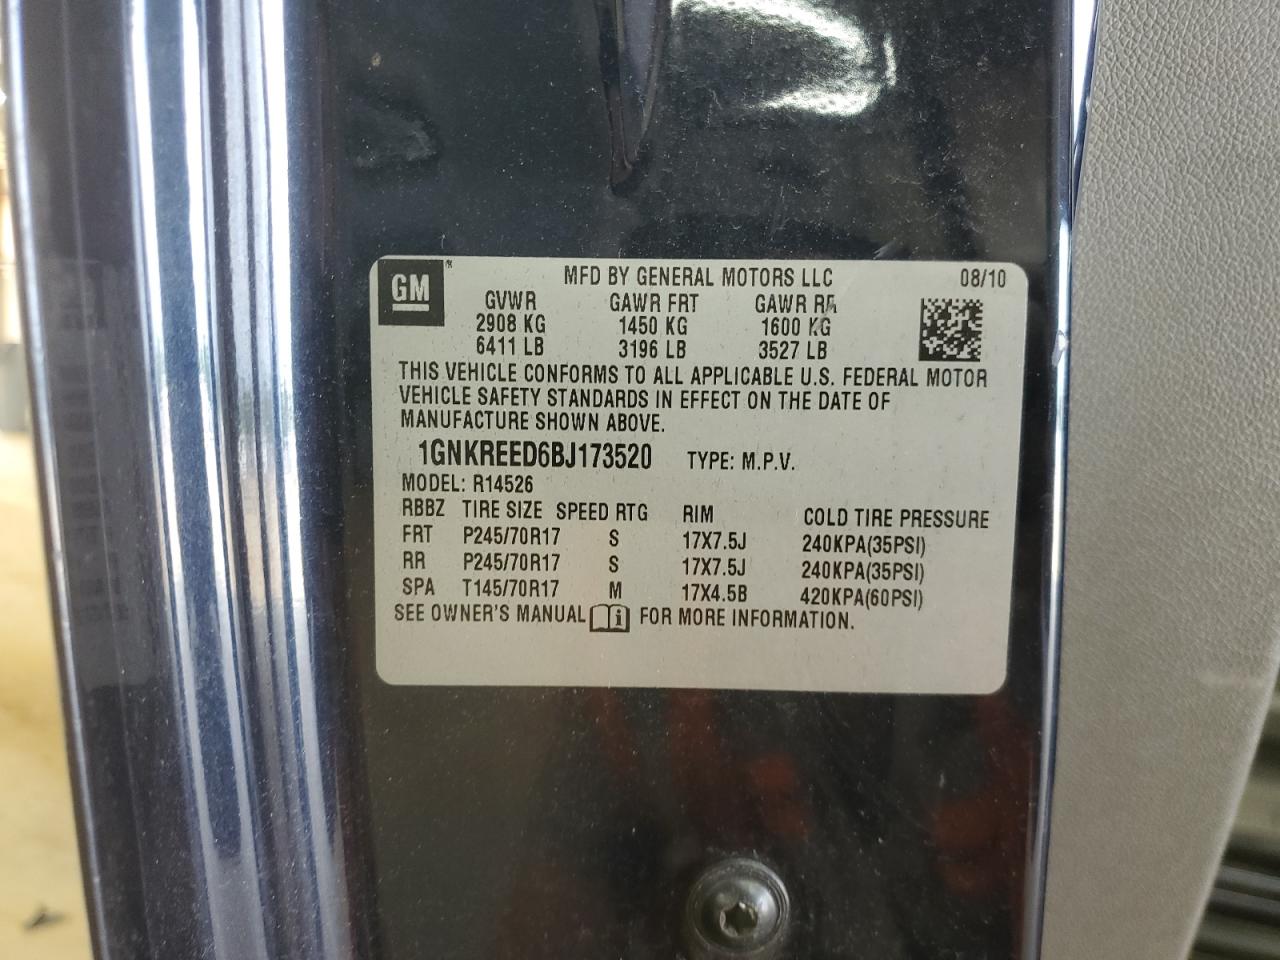 GM MFD BY GENERAL MOTORS LLC 08/10
GVWR GAWR FRT GAWR RR
2908 KG 1450 KG 1600 KG
6411 LB 3196 LB 3527 LB
THIS VEHICLE CONFORMS TO ALL APPLICABLE U.S. FEDERAL MOTOR
VEHICLE SAFETY STANDARDS IN EFFECT ON THE DATE OF
MANUFACTURE SHOWN ABOVE.
1GNKREED6BJ173520 TYPE: M.P.V.
MODEL: R14526
RBBZ TIRE SIZE SPEED RTG RIM COLD TIRE PRESSURE
FRT P245/70R17 S 17X7.5J 240KPA(35PSI)
RR P245/70R17 S 17X7.5J 240KPA(35PSI)
SPA T145/70R17 M 17X4.5B 420KPA(60PSI)
SEE OWNER'S MANUAL FOR MORE INFORMATION.